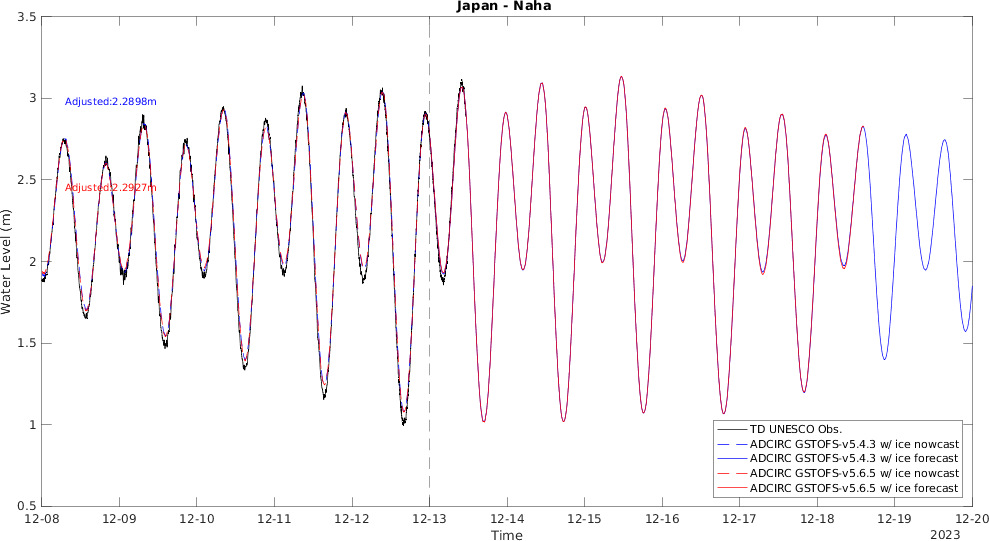 Japan - Naha
3.5
3
2.5
2
1.5
1
0.5
Water Level (m)
Adjusted:2.2898m
Adjusted:2.2927m
TD UNESCO Obs.
ADCIRC GSTOFS-v5.4.3 w/ ice nowcast
ADCIRC GSTOFS-v5.4.3 w/ ice forecast
ADCIRC GSTOFS-v5.6.5 w/ ice nowcast
ADCIRC GSTOFS-v5.6.5 w/ ice forecast
12-08 12-09 12-10 12-11 12-12 12-13 12-14 12-15 12-16 12-17 12-18 12-19 12-20
Time
2023